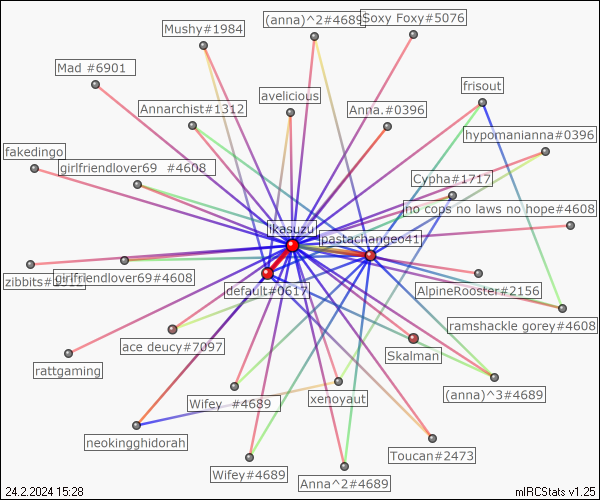 Soxy Foxy#5076
(anna)^2#4689
Mushy#1984
Mad #6901
frisout
avelicious
Annarchist#1312
Anna.#0396
hypomanianna#0396
fakedingo
girlfriendlover69 #4608
Cypha#1717
no cops no laws no hope#4608
ikasuzu
pastachangeo41
zibbits#
girlfriendlover69#4608
default#0617
AlpineRooster#2156
ramshackle gorey#4608
ace deucy#7097
Skalman
rattgaming
(anna)^3#4689
Wifey #4689
xenoyaut
neokingghidorah
Toucan#2473
Wifey#4689
Anna^2#4689
24.2.2024 15:28
mIRCStats v1.25